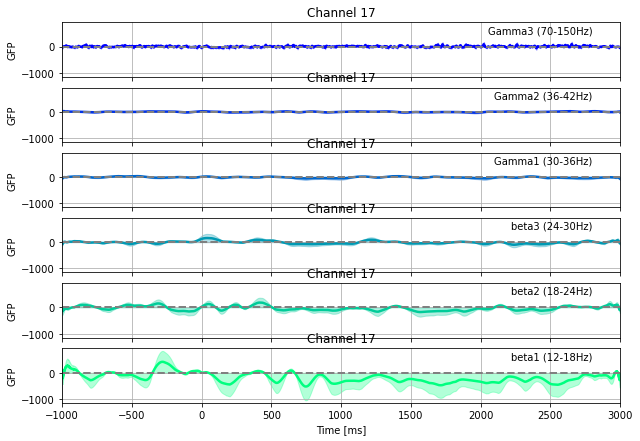 Channel 17
Gamma3 (70-150Hz)
GFP
0
−1000
Channel 17
Gamma2 (36-42Hz)
GFP
0
−1000
Channel 17
Gamma1 (30-36Hz)
GFP
0
−1000
Channel 17
beta3 (24-30Hz)
GFP
0
−1000
Channel 17
beta2 (18-24Hz)
GFP
0
−1000
Channel 17
beta1 (12-18Hz)
GFP
0
−1000
−1000 −500 0 500 1000 1500 2000 2500 3000
Time [ms]